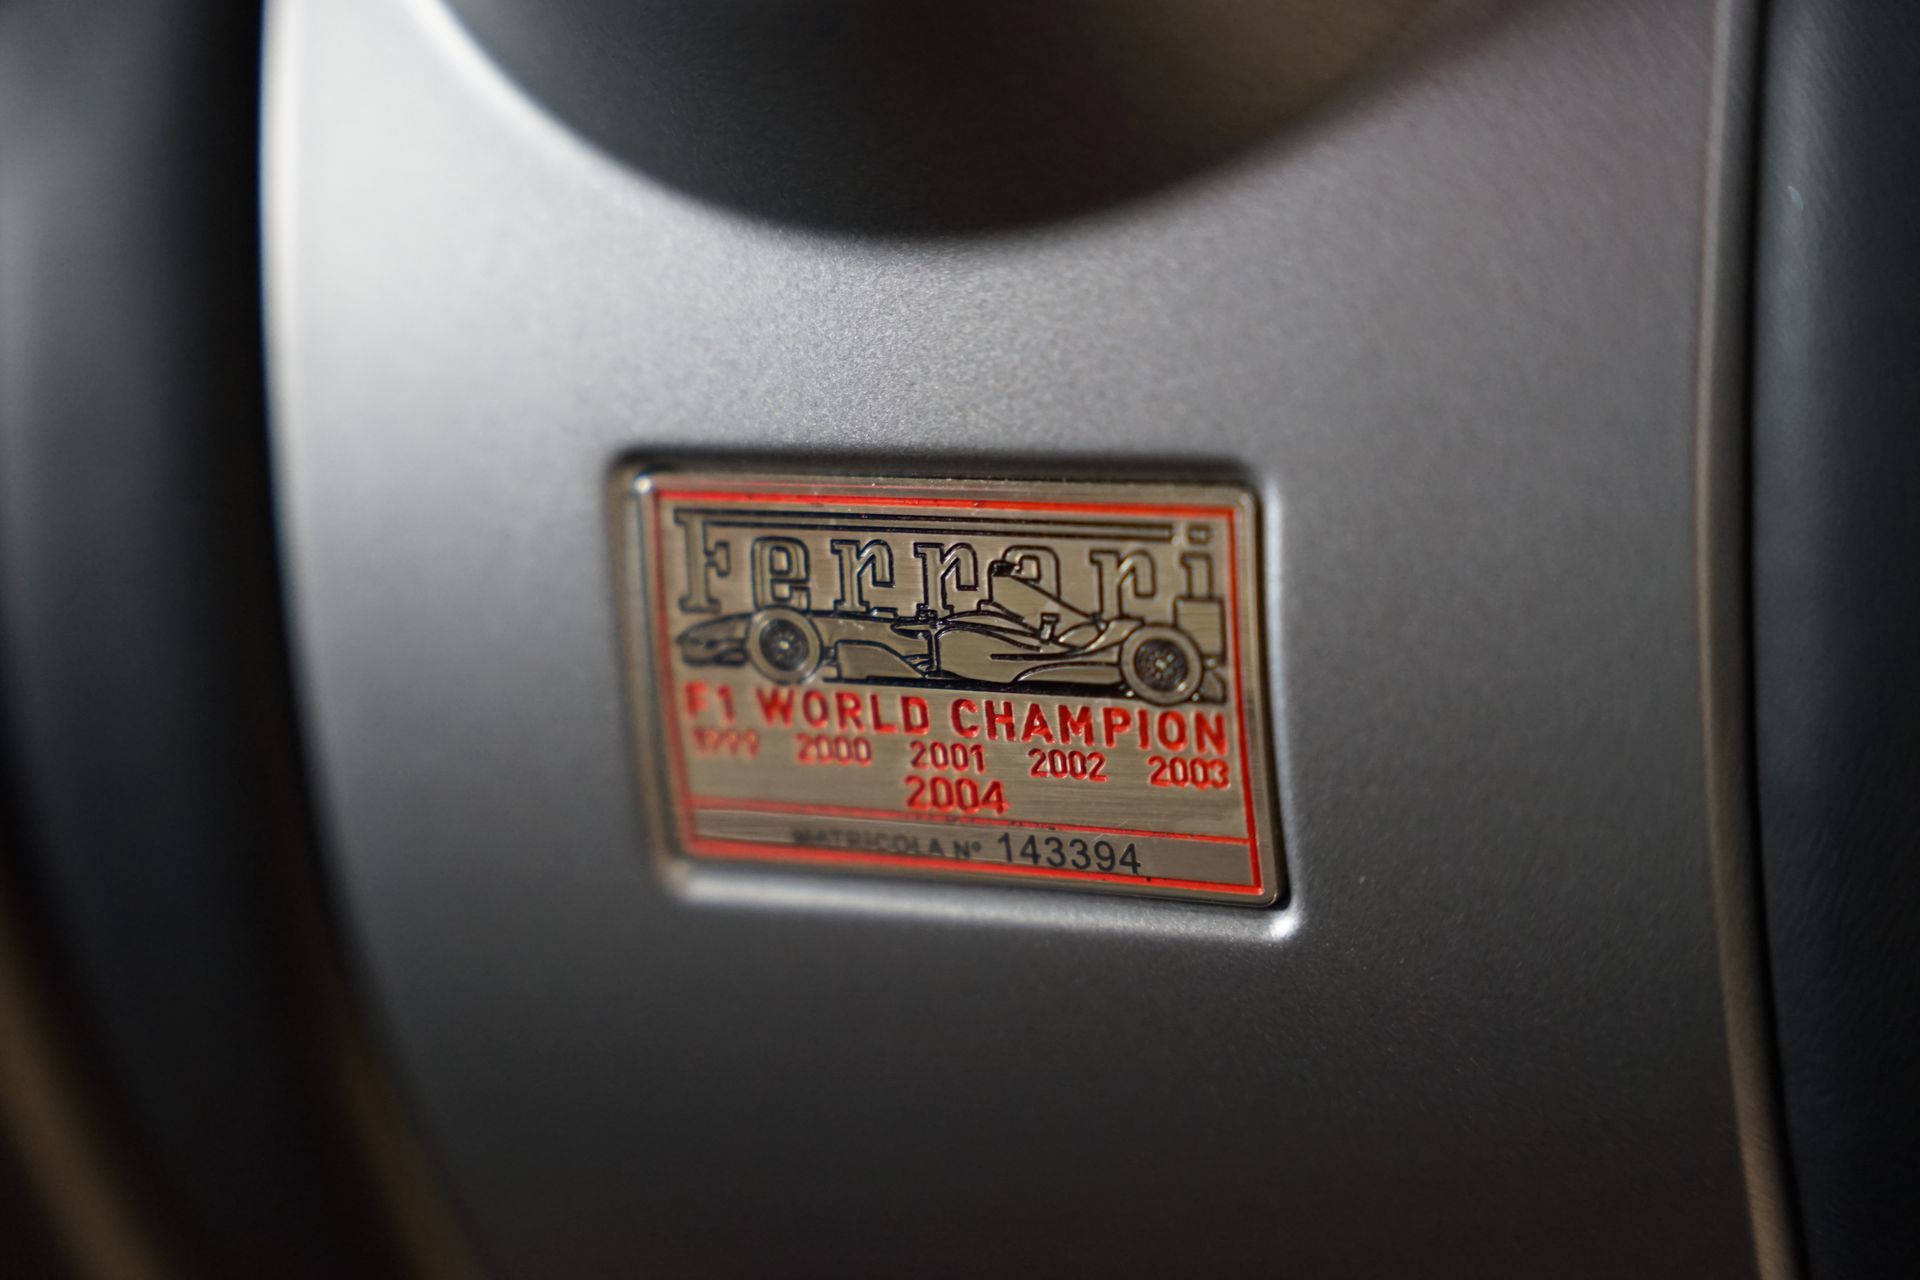 Ferrari
F1 WORLD CHAMPION
1999 2000 2001 2002 2003
2004
MATRICOLA Nº 143394